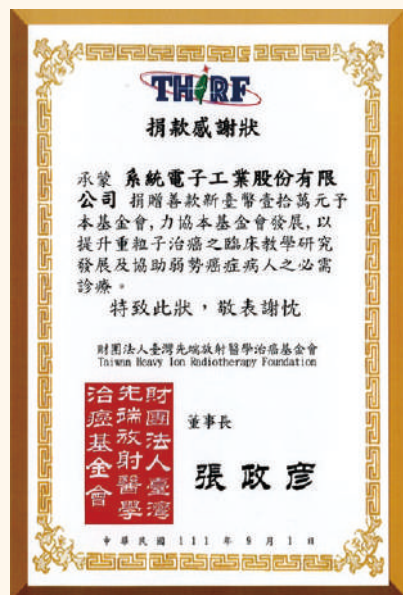 THIRF
捐款感謝狀
承蒙 系統電子工業股份有限
公司 捐贈善款新臺幣壹拾萬元予
本基金會,力協本基金會發展,以
提升重粒子治癌之臨床教學研究
發展及協助弱勢癌症病人之必需
診療。
特致此狀,敬表謝忱
財團法人臺灣先端放射醫學治癌基金會
Taiwan Heavy Ion Radiotherapy Foundation
財團法人臺灣
先端放射醫學
治癌基金會
董事長
張政彥
中華民國111年9月1日